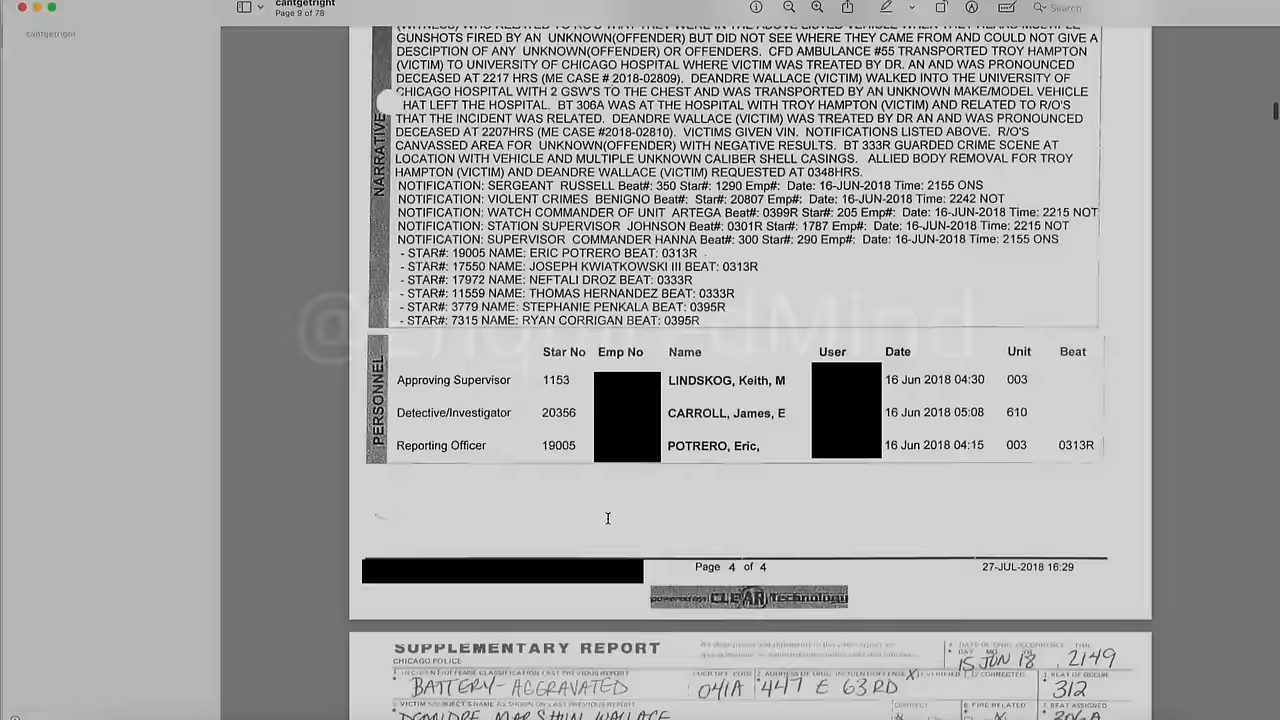 cantgetright
Page 9 of 78
Search
cantgetright
GUNSHOTS FIRED BY AN UNKNOWN(OFFENDER) BUT DID NOT SEE WHERE THEY CAME FROM AND COULD NOT GIVE A
DESCIPTION OF ANY UNKNOWN(OFFENDER) OR OFFENDERS. CFD AMBULANCE #55 TRANSPORTED TROY HAMPTON
(VICTIM) TO UNIVERSITY OF CHICAGO HOSPITAL WHERE VICTIM WAS TREATED BY DR. AN AND WAS PRONOUNCED
DECEASED AT 2217 HRS (ME CASE # 2018-02809). DEANDRE WALLACE (VICTIM) WALKED INTO THE UNIVERSITY OF
CHICAGO HOSPITAL WITH 2 GSW'S TO THE CHEST AND WAS TRANSPORTED BY AN UNKNOWN MAKE/MODEL VEHICLE
HAT LEFT THE HOSPITAL. BT 306A WAS AT THE HOSPITAL WITH TROY HAMPTON (VICTIM) AND RELATED TO R/O'S
THAT THE INCIDENT WAS RELATED. DEANDRE WALLACE (VICTIM) WAS TREATED BY DR AN AND WAS PRONOUNCED
DECEASED AT 2207HRS (ME CASE #2018-02810). VICTIMS GIVEN VIN. NOTIFICATIONS LISTED ABOVE. R/O'S
CANVASSED AREA FOR UNKNOWN(OFFENDER) WITH NEGATIVE RESULTS. BT 333R GUARDED CRIME SCENE AT
LOCATION WITH VEHICLE AND MULTIPLE UNKNOWN CALIBER SHELL CASINGS. ALLIED BODY REMOVAL FOR TROY
HAMPTON (VICTIM) AND DEANDRE WALLACE (VICTIM) REQUESTED AT 0348HRS.
NOTIFICATION: SERGEANT RUSSELL Beat#: 350 Star#: 1290 Emp#: Date: 16-JUN-2018 Time: 2155 ONS
NOTIFICATION: VIOLENT CRIMES BENIGNO Beat#: Star#: 20807 Emp#: Date: 16-JUN-2018 Time: 2242 NOT
NOTIFICATION: WATCH COMMANDER OF UNIT ARTEGA Beat#: 0399R Star#: 205 Emp#: Date: 16-JUN-2018 Time: 2215 NOT
NOTIFICATION: STATION SUPERVISOR JOHNSON Beat#: 0301R Star#: 1787 Emp#: Date: 16-JUN-2018 Time: 2215 NOT
NOTIFICATION: SUPERVISOR COMMANDER HANNA Beat#: 300 Star#: 290 Emp#: Date: 16-JUN-2018 Time: 2155 ONS
- STAR#: 19005 NAME: ERIC POTRERO BEAT: 0313R
- STAR#: 17550 NAME: JOSEPH KWIATKOWSKI III BEAT: 0313R
- STAR#: 17972 NAME: NEFTALI DROZ BEAT: 0333R
- STAR#: 11559 NAME: THOMAS HERNANDEZ BEAT: 0333R
- STAR#: 3779 NAME: STEPHANIE PENKALA BEAT: 0395R
- STAR#: 7315 NAME: RYAN CORRIGAN BEAT: 0395R
NARRATIVE
PERSONNEL
Star No Emp No Name User Date Unit Beat
Approving Supervisor 1153 LINDSKOG, Keith, M 16 Jun 2018 04:30 003
Detective/Investigator 20356 CARROLL, James, E 16 Jun 2018 05:08 610
Reporting Officer 19005 POTRERO, Eric, 16 Jun 2018 04:15 003 0313R
Page 4 of 4
27-JUL-2018 16:29
CLEAR Technology
SUPPLEMENTARY REPORT
CHICAGO POLICE
15 JUN 18 2149
BATTERY-AGGRAVATED 041A 447 E 63RD 312